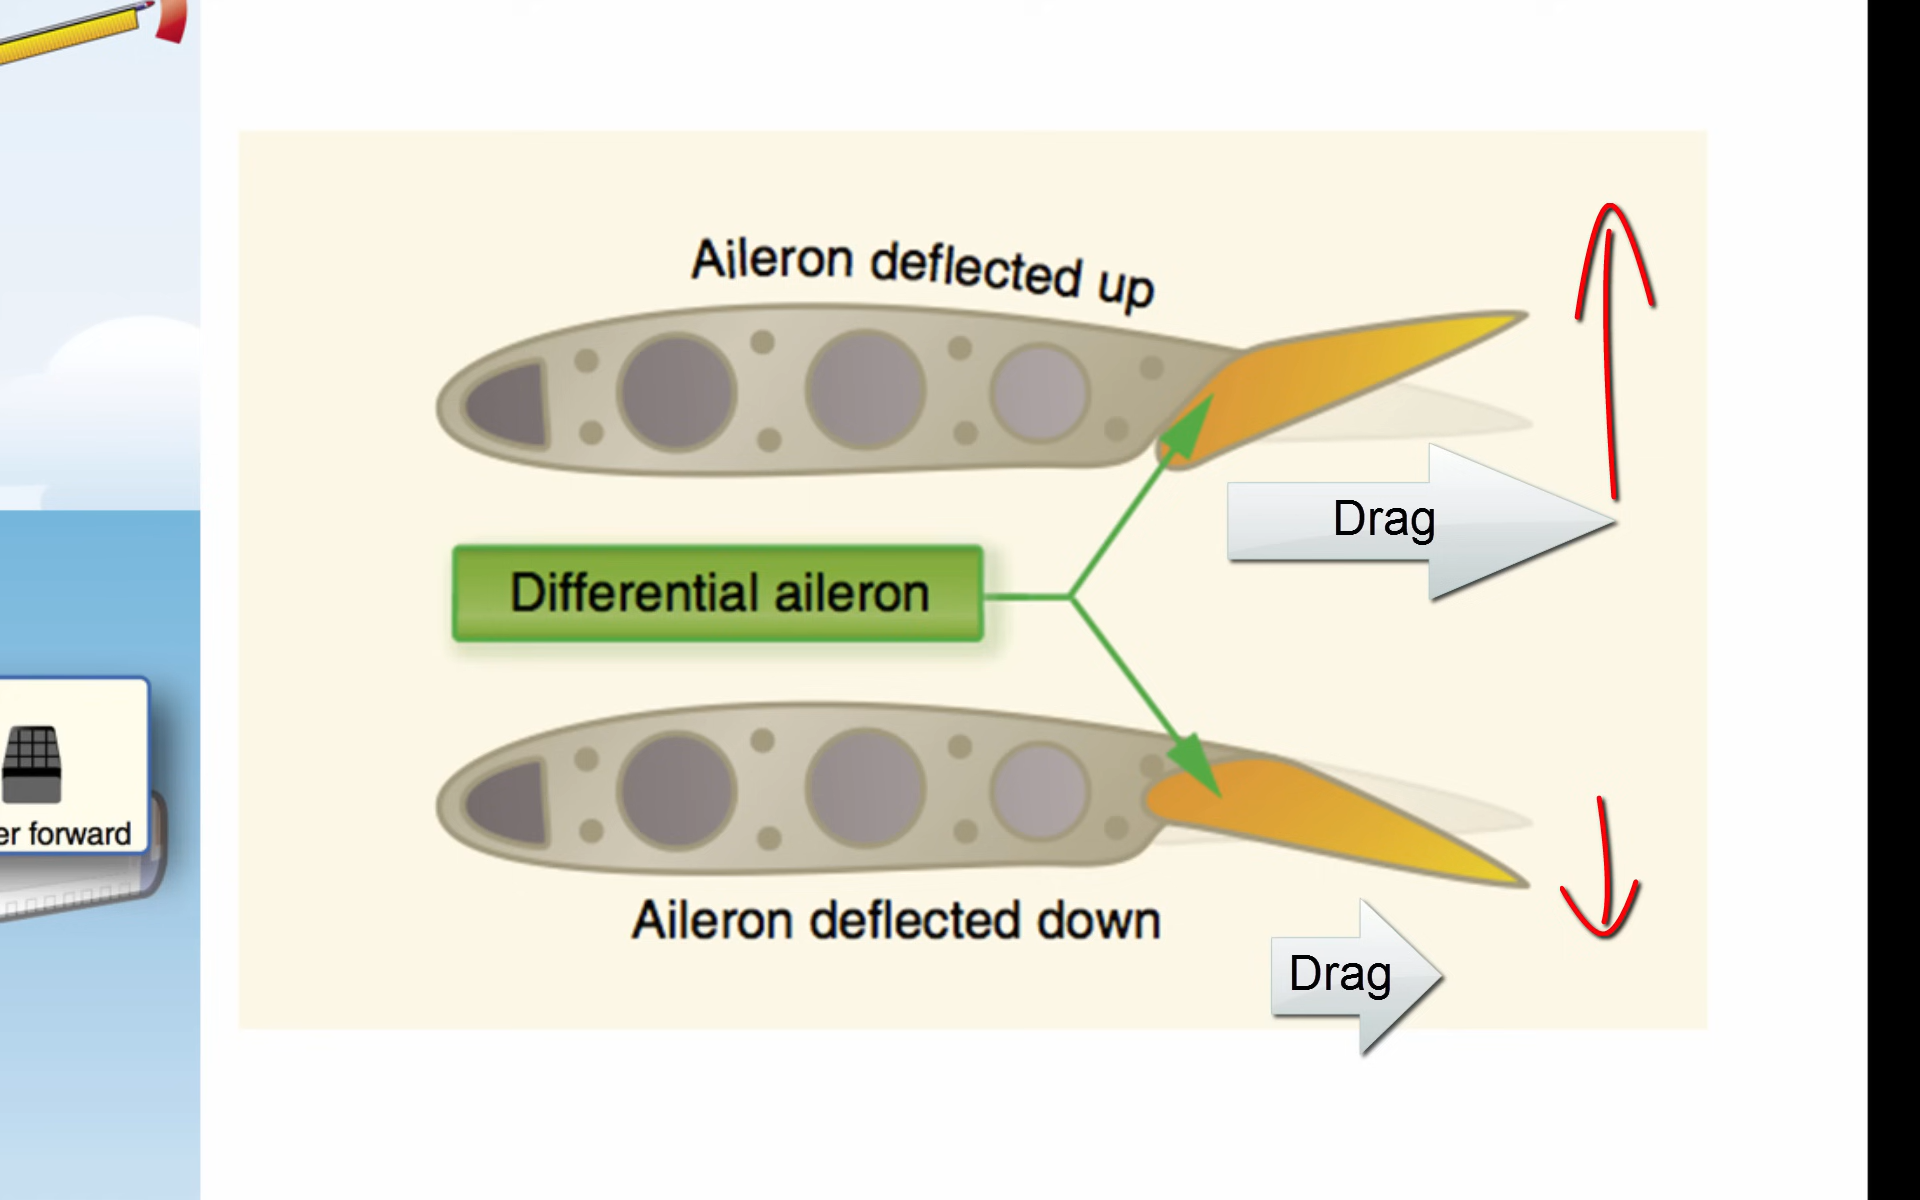 Aileron deflected up
Drag
Differential aileron
er forward
Aileron deflected down
Drag